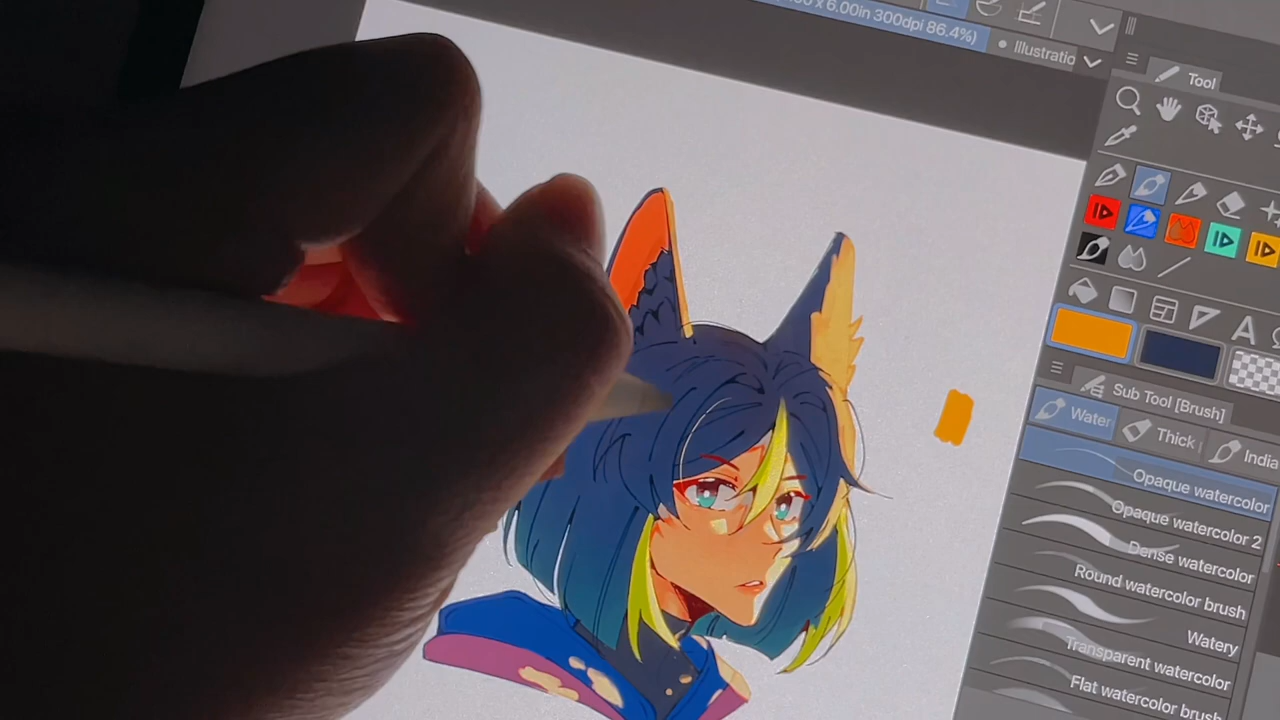 x 6.00in 300dpi 86.4%)
Illustratio
Tool
A
Sub Tool [Brush]
Water
Thick
India
Opaque watercolor
Opaque watercolor 2
Dense watercolor
Round watercolor brush
Watery
Transparent watercolor
Flat watercolor brush